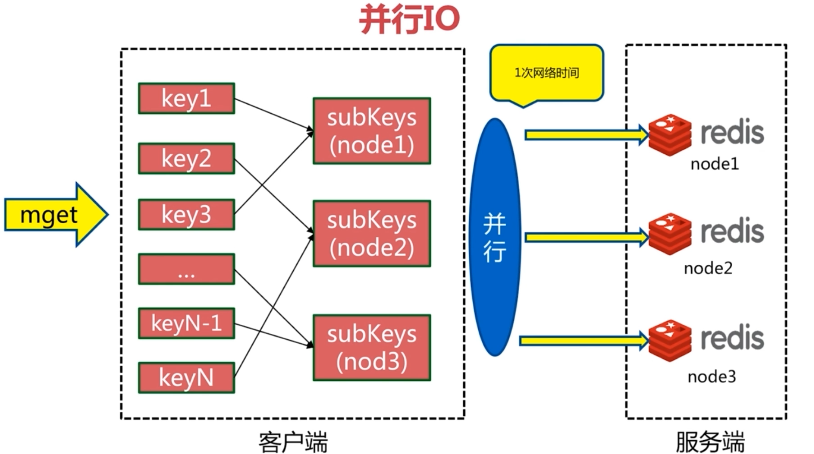 并行IO
1次网络时间
mget
key1
key2
key3
...
keyN-1
keyN
subKeys
(node1)
subKeys
(node2)
subKeys
(nod3)
并
行
redis
node1
redis
node2
redis
node3
客户端
服务端